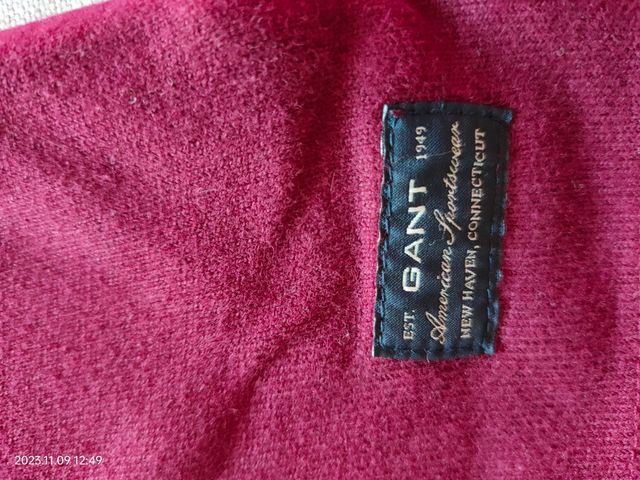 EST. GANT 1949
American Sportswear
NEW HAVEN, CONNECTICUT
2023.11.09 12:49